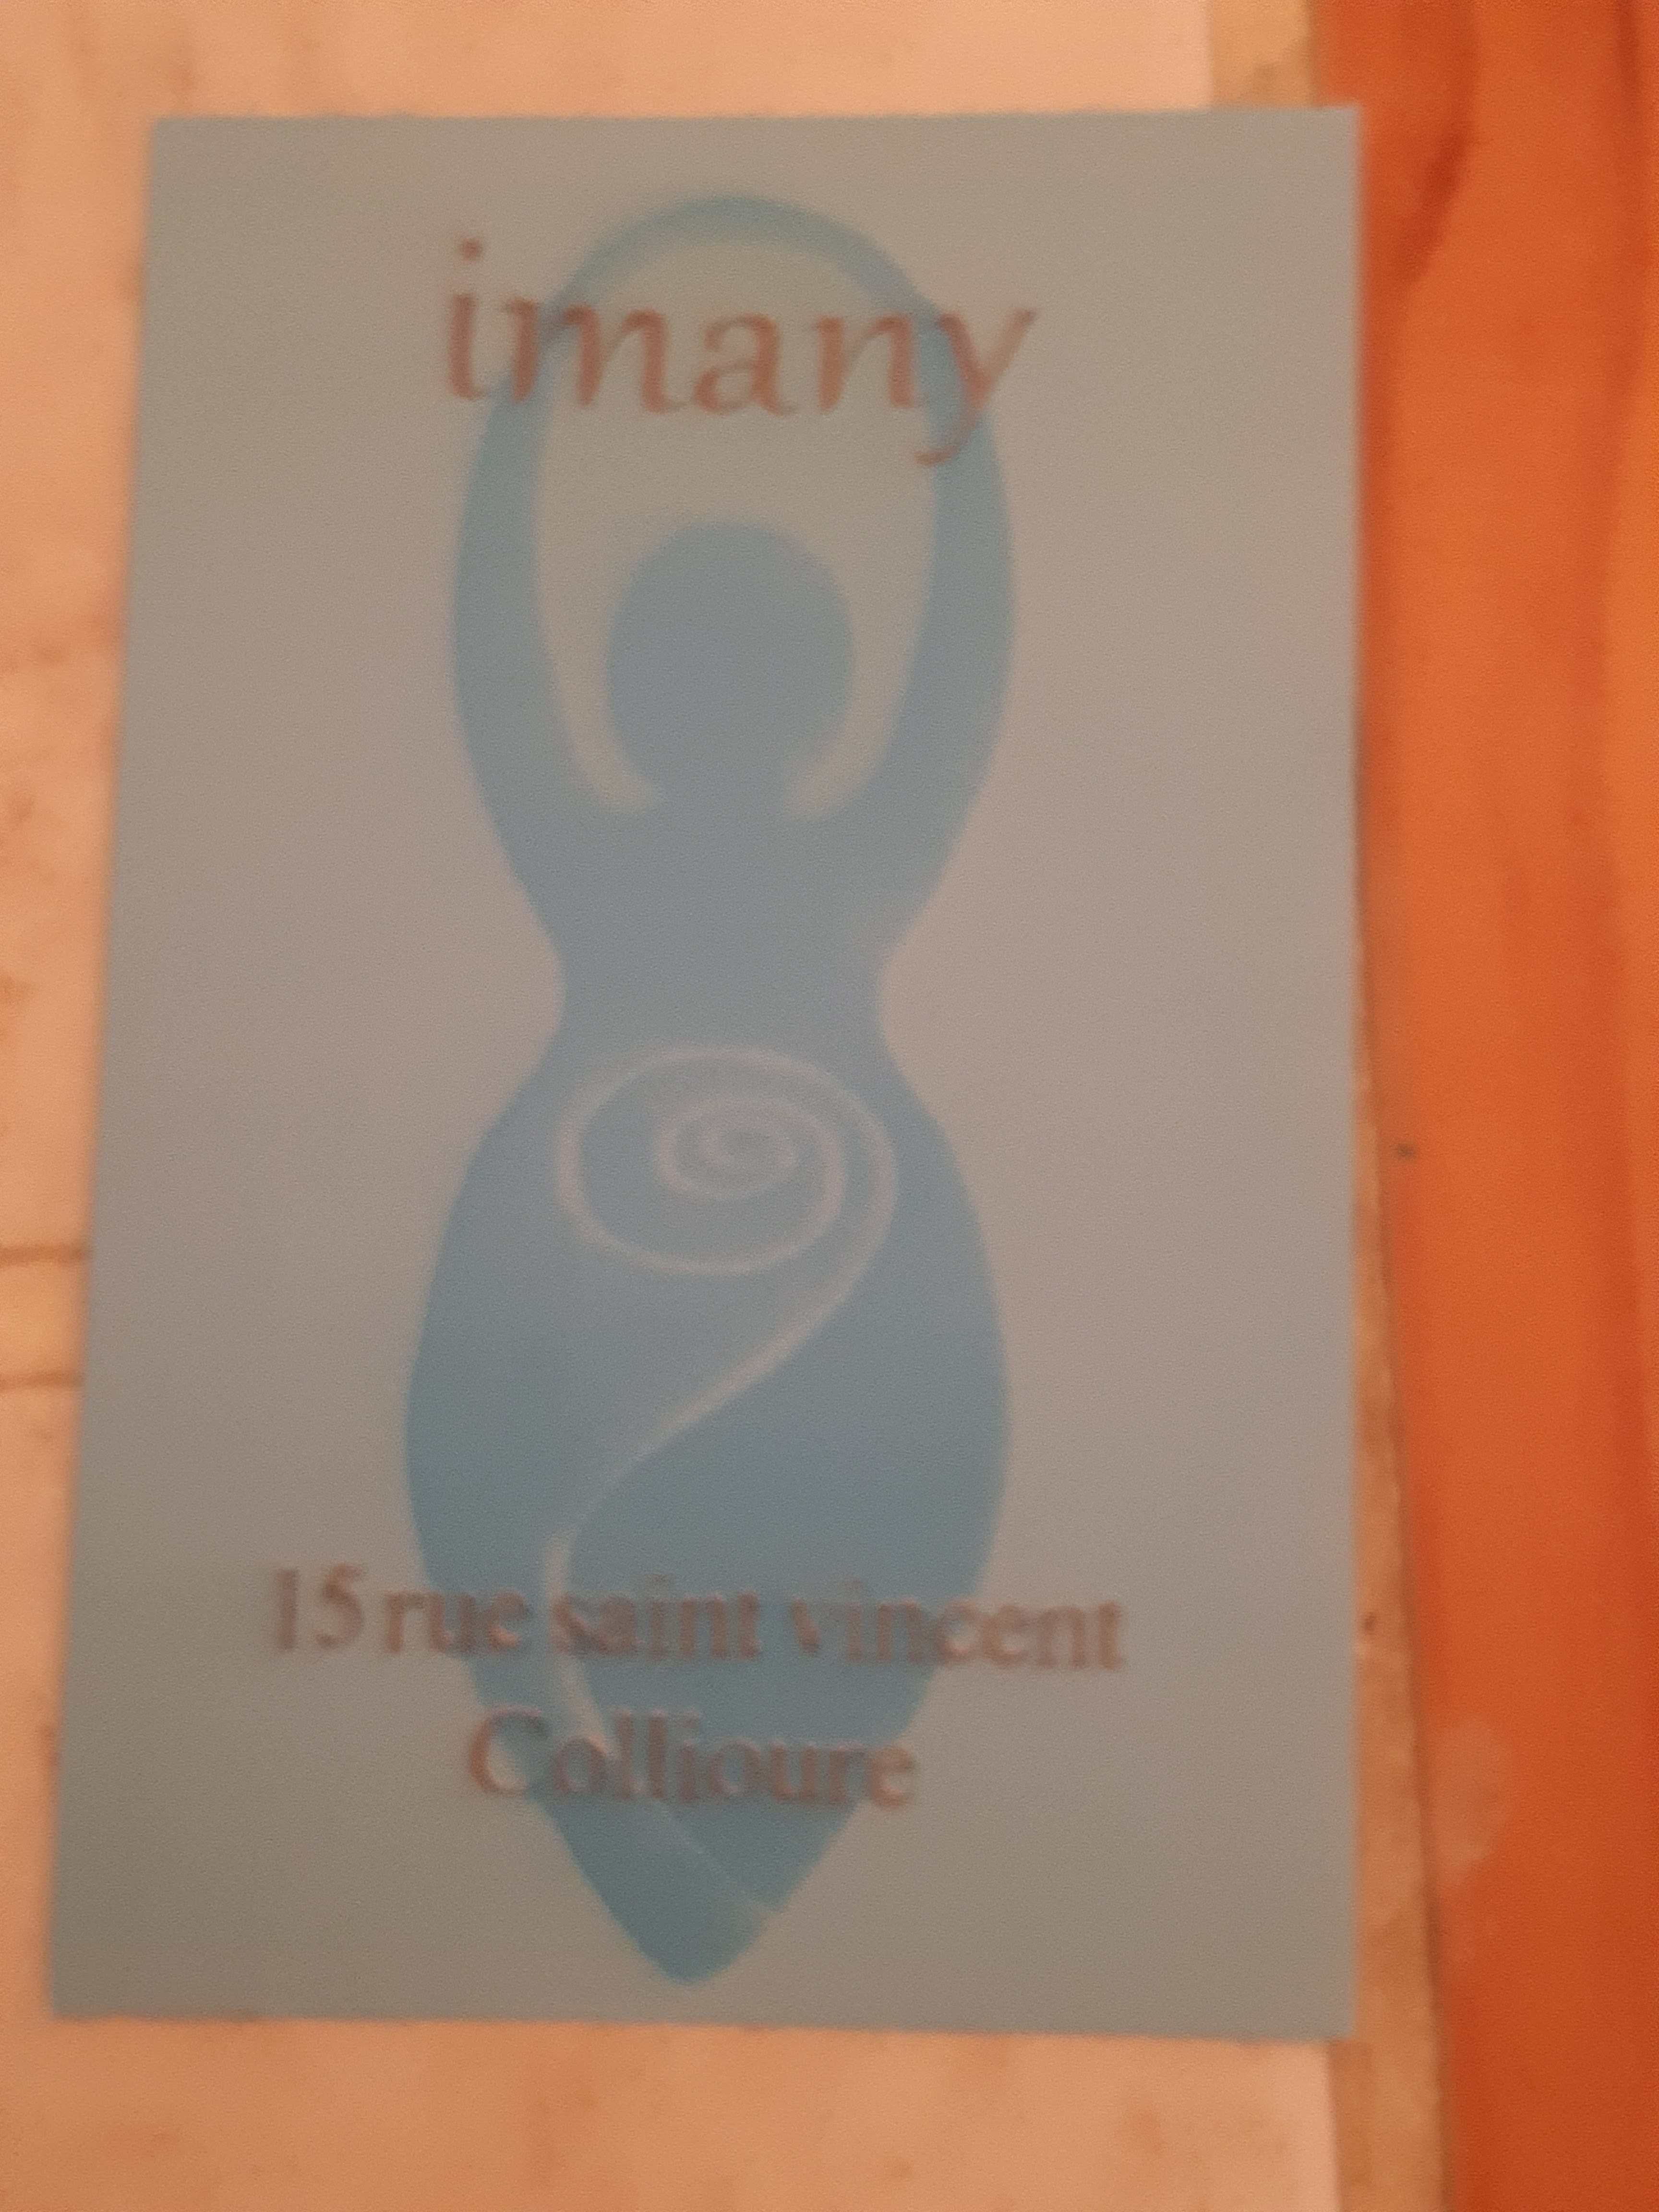 imany
15 rue saint vincent
Collioure